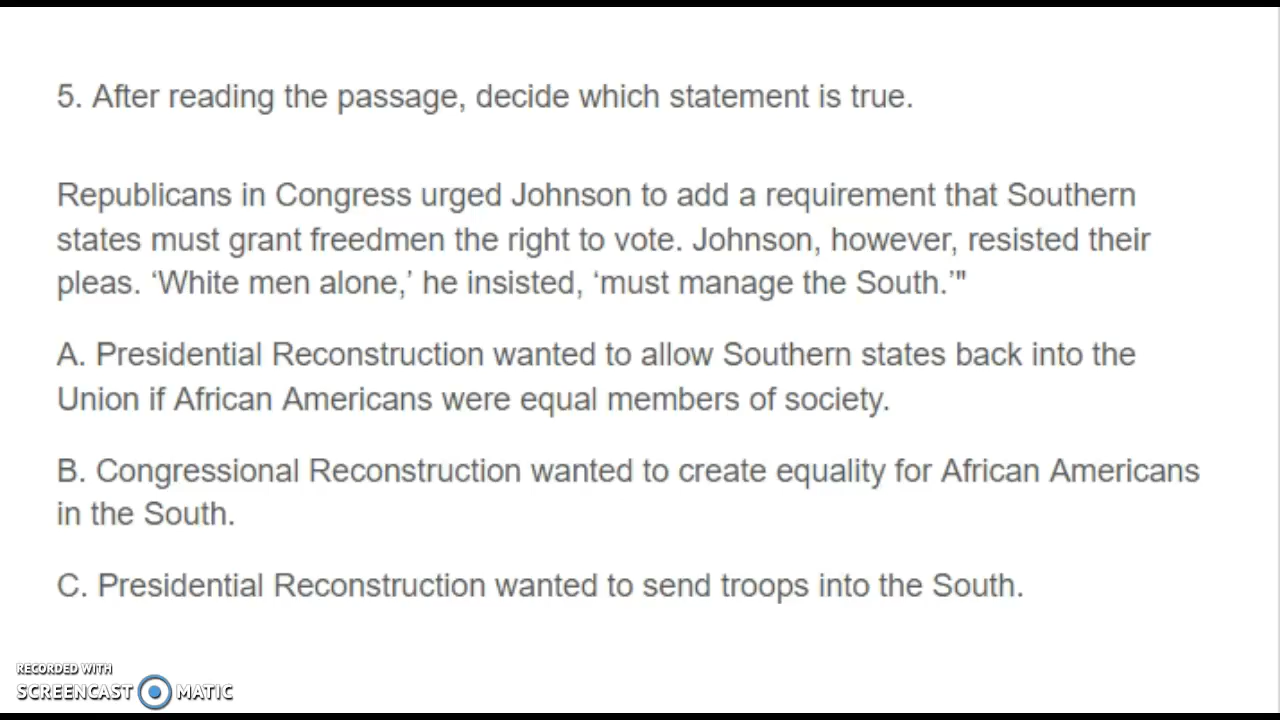 5. After reading the passage, decide which statement is true.
Republicans in Congress urged Johnson to add a requirement that Southern
states must grant freedmen the right to vote. Johnson, however, resisted their
pleas. ‘White men alone,’ he insisted, ‘must manage the South.’"
A. Presidential Reconstruction wanted to allow Southern states back into the
Union if African Americans were equal members of society.
B. Congressional Reconstruction wanted to create equality for African Americans
in the South.
C. Presidential Reconstruction wanted to send troops into the South.
RECORDED WITH
SCREENCAST MATIC